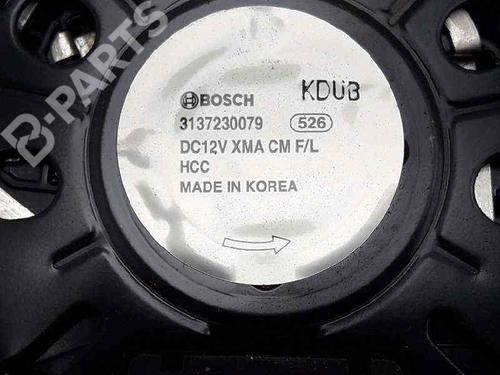 B-PARTS
BOSCH KDUB
3137230079 526
DC12V XMA CM F/L
HCC
MADE IN KOREA